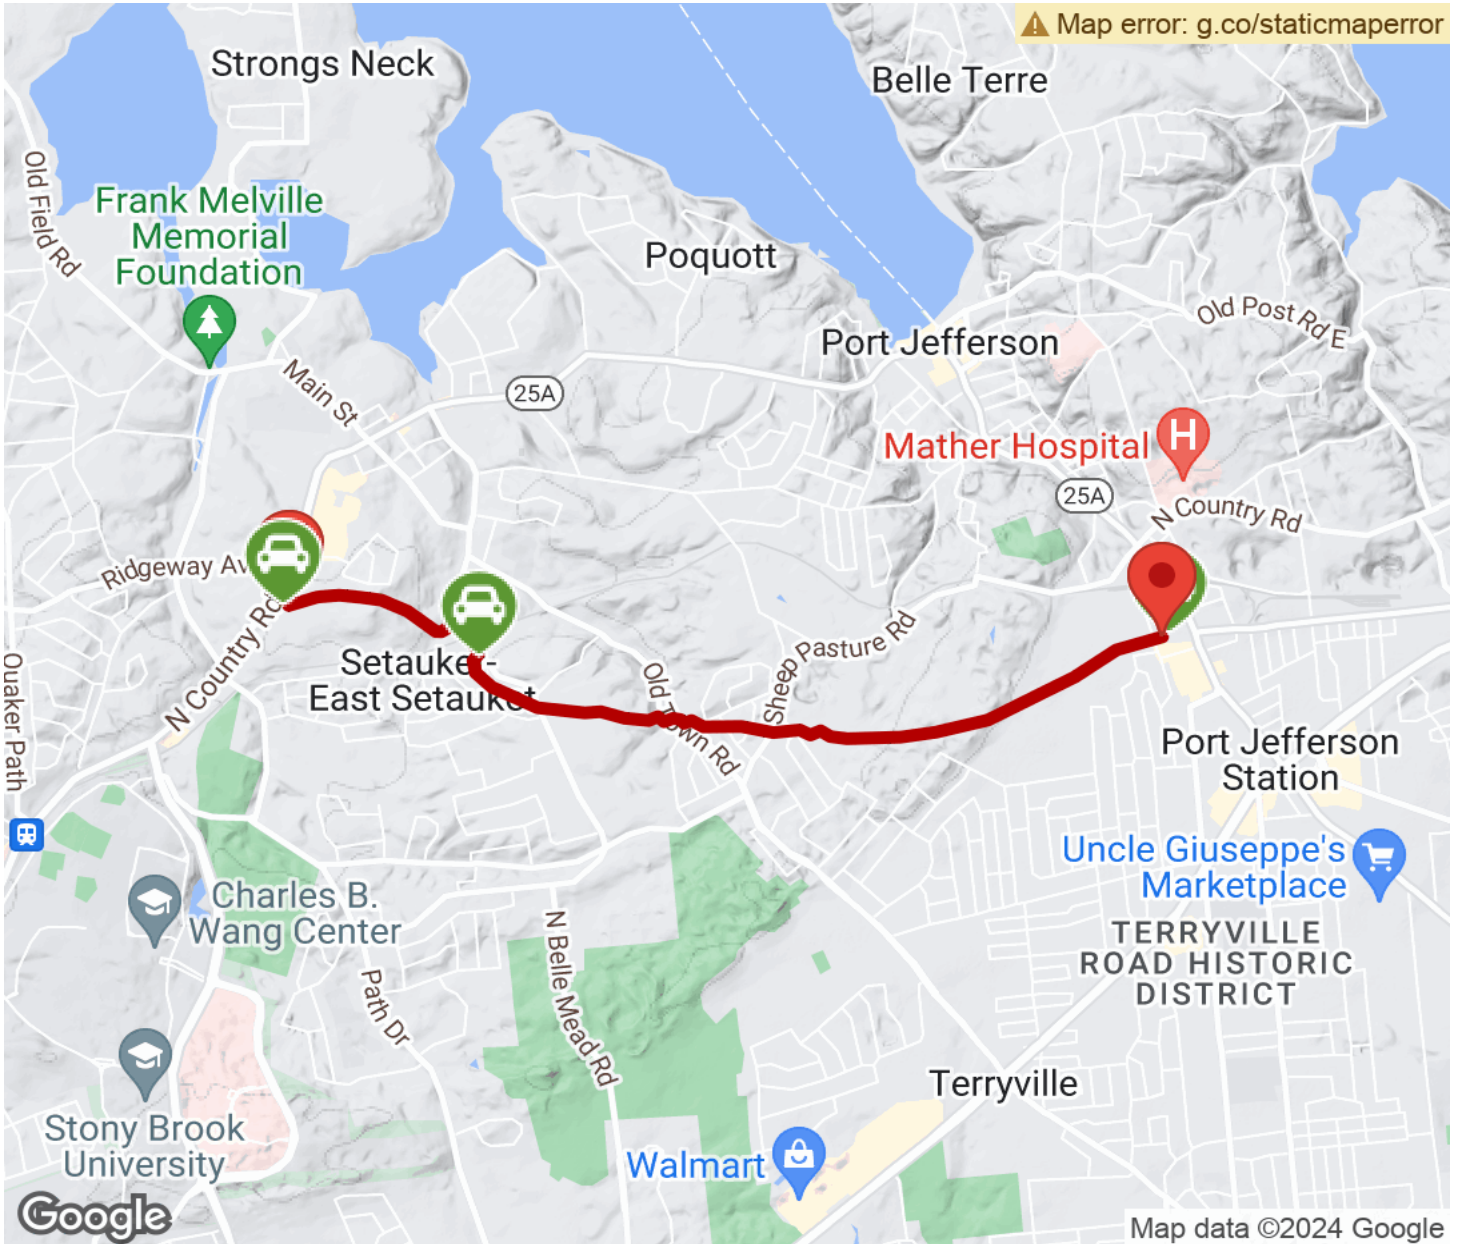 Map error: g.co/staticmaperror
Strongs Neck
Belle Terre
Old Field Rd
Frank Melville
Memorial
Foundation
Poquott
Old Post Rd E
Port Jefferson
Main St
25A
Mather Hospital
H
25A
N Country Rd
Ridgeway Av
N Country Rd
Quaker Path
Setauket-
East Setauket
Old Town Rd
Sheep Pasture Rd
Port Jefferson
Station
Uncle Giuseppe's
Marketplace
Charles B.
Wang Center
TERRYVILLE
ROAD HISTORIC
DISTRICT
N Belle Mead Rd
Path Dr
Terryville
Stony Brook
University
Walmart
Google
Map data ©2024 Google